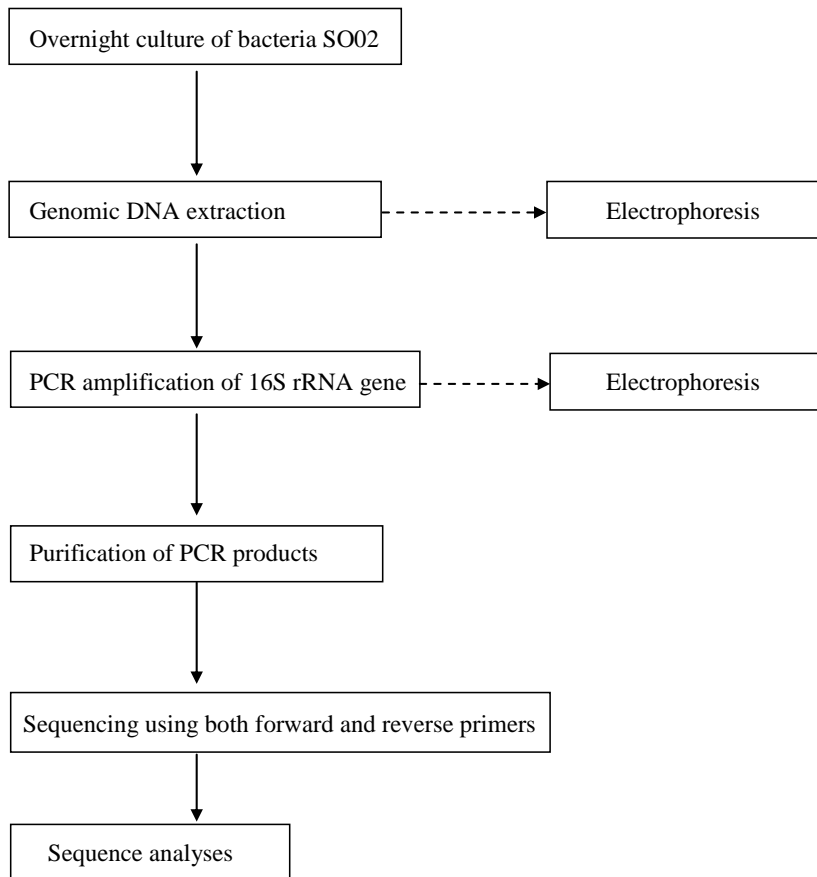 Overnight culture of bacteria SO02
Genomic DNA extraction
Electrophoresis
PCR amplification of 16S rRNA gene
Electrophoresis
Purification of PCR products
Sequencing using both forward and reverse primers
Sequence analyses